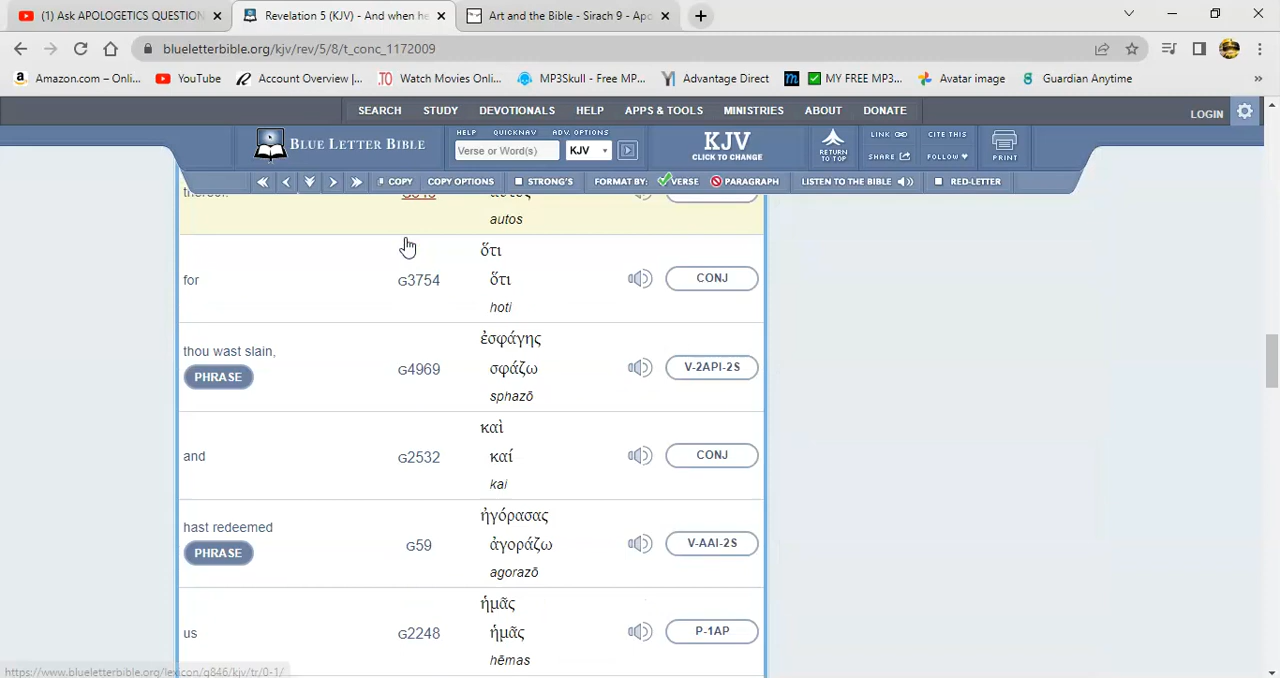 (1) Ask APOLOGETICS QUESTION
Revelation 5 (KJV) - And when he
Art and the Bible - Sirach 9 - Apo
blueletterbible.org/kjv/rev/5/8/t_conc_1172009
Amazon.com – Onli...
YouTube
Account Overview |...
TO Watch Movies Onl...
MP3Skull - Free MP...
Advantage Direct
MY FREE MP3...
Avatar image
Guardian Anytime
»
SEARCH STUDY DEVOTIONALS HELP APPS & TOOLS MINISTRIES ABOUT DONATE
LOGIN
BLUE LETTER BIBLE
HELP QUICKNAV ADV. OPTIONS
Verse or Word(s)
KJV
KJV
CLICK TO CHANGE
RETURN
TO TOP
LINK
CITE THIS
SHARE
FOLLOW
PRINT
COPY COPY OPTIONS STRONG'S FORMAT BY: VERSE PARAGRAPH LISTEN TO THE BIBLE RED-LETTER
autos
ὅτι
for G3754 ὅτι CONJ
hoti
ἐσφάγης
thou wast slain,
PHRASE
G4969 σφάζω V-2API-2S
sphazō
καὶ
and G2532 καί CONJ
kai
ἠγόρασας
hast redeemed
PHRASE
G59 ἀγοράζω V-AAI-2S
agorazō
ἡμᾶς
us G2248 ἡμᾶς P-1AP
hēmas
https://www.blueletterbible.org/lexicon/g846/kjv/tr/0-1/